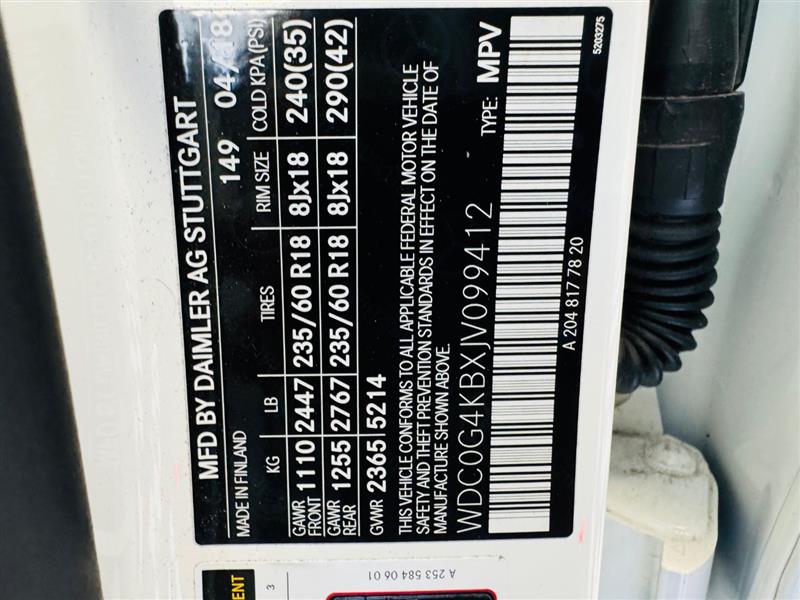 MFD BY DAIMLER AG STUTTGART
MADE IN FINLAND 149 04/18
KG LB TIRES RIM SIZE COLD KPA(PSI)
GAWR FRONT 1110 2447 235/60 R18 8Jx18 240(35)
GAWR REAR 1255 2767 235/60 R18 8Jx18 290(42)
GVWR 2365 5214
THIS VEHICLE CONFORMS TO ALL APPLICABLE FEDERAL MOTOR VEHICLE
SAFETY AND THEFT PREVENTION STANDARDS IN EFFECT ON THE DATE OF
MANUFACTURE SHOWN ABOVE.
WDC0G4KBXJV099412 TYPE: MPV
A 204 817 78 20
5203275
3
A 253 584 06 01